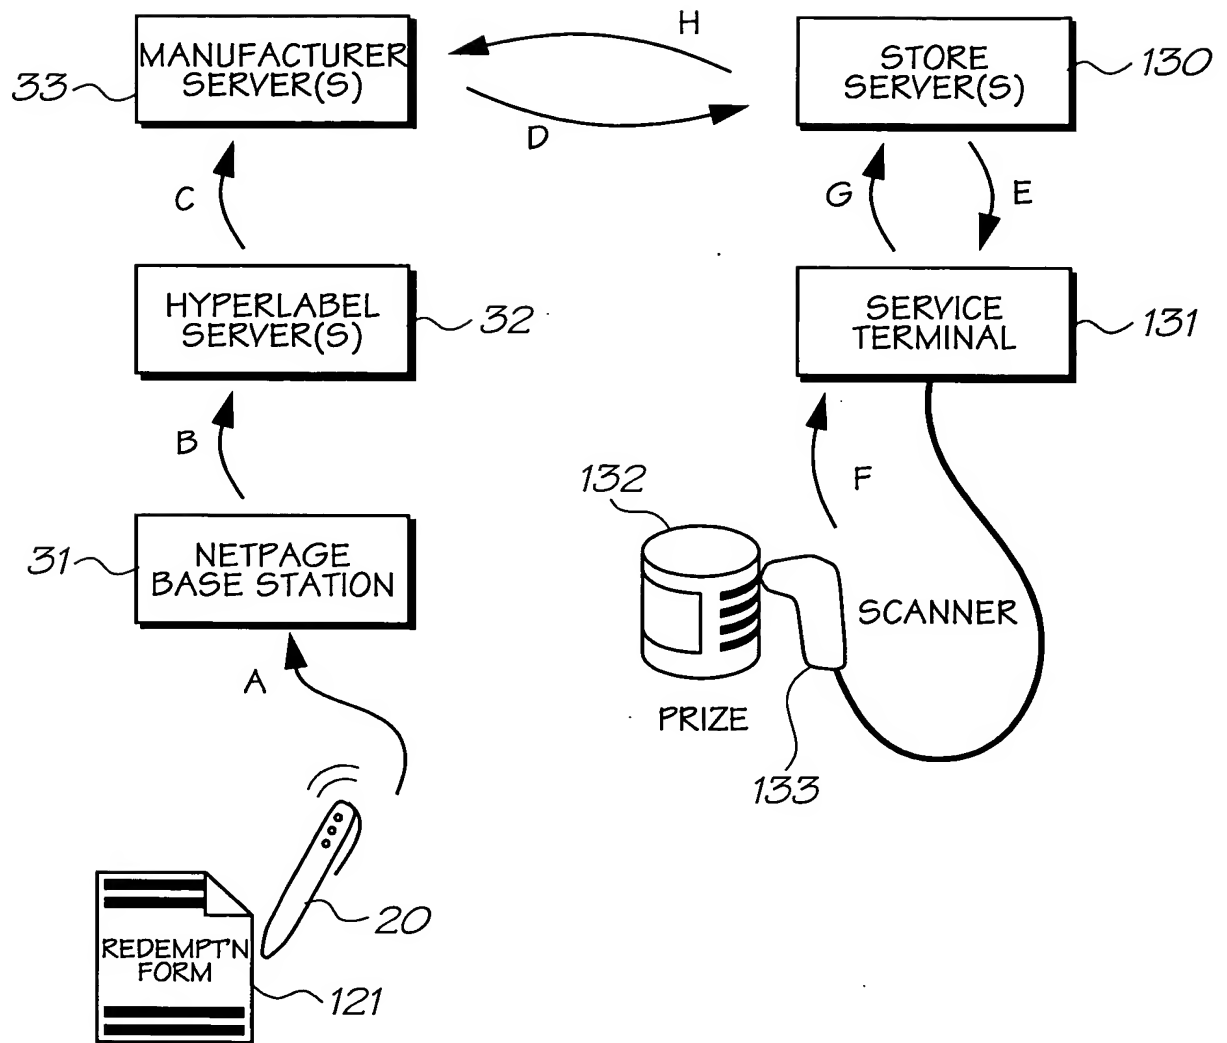 H
MANUFACTURER
SERVER(S)
33
STORE
SERVER(S)
130
D
C
G
E
HYPERLABEL
SERVER(S)
32
SERVICE
TERMINAL
131
B
F
132
NETPAGE
BASE STATION
31
SCANNER
A
PRIZE
133
20
REDEMPT'N
FORM
121